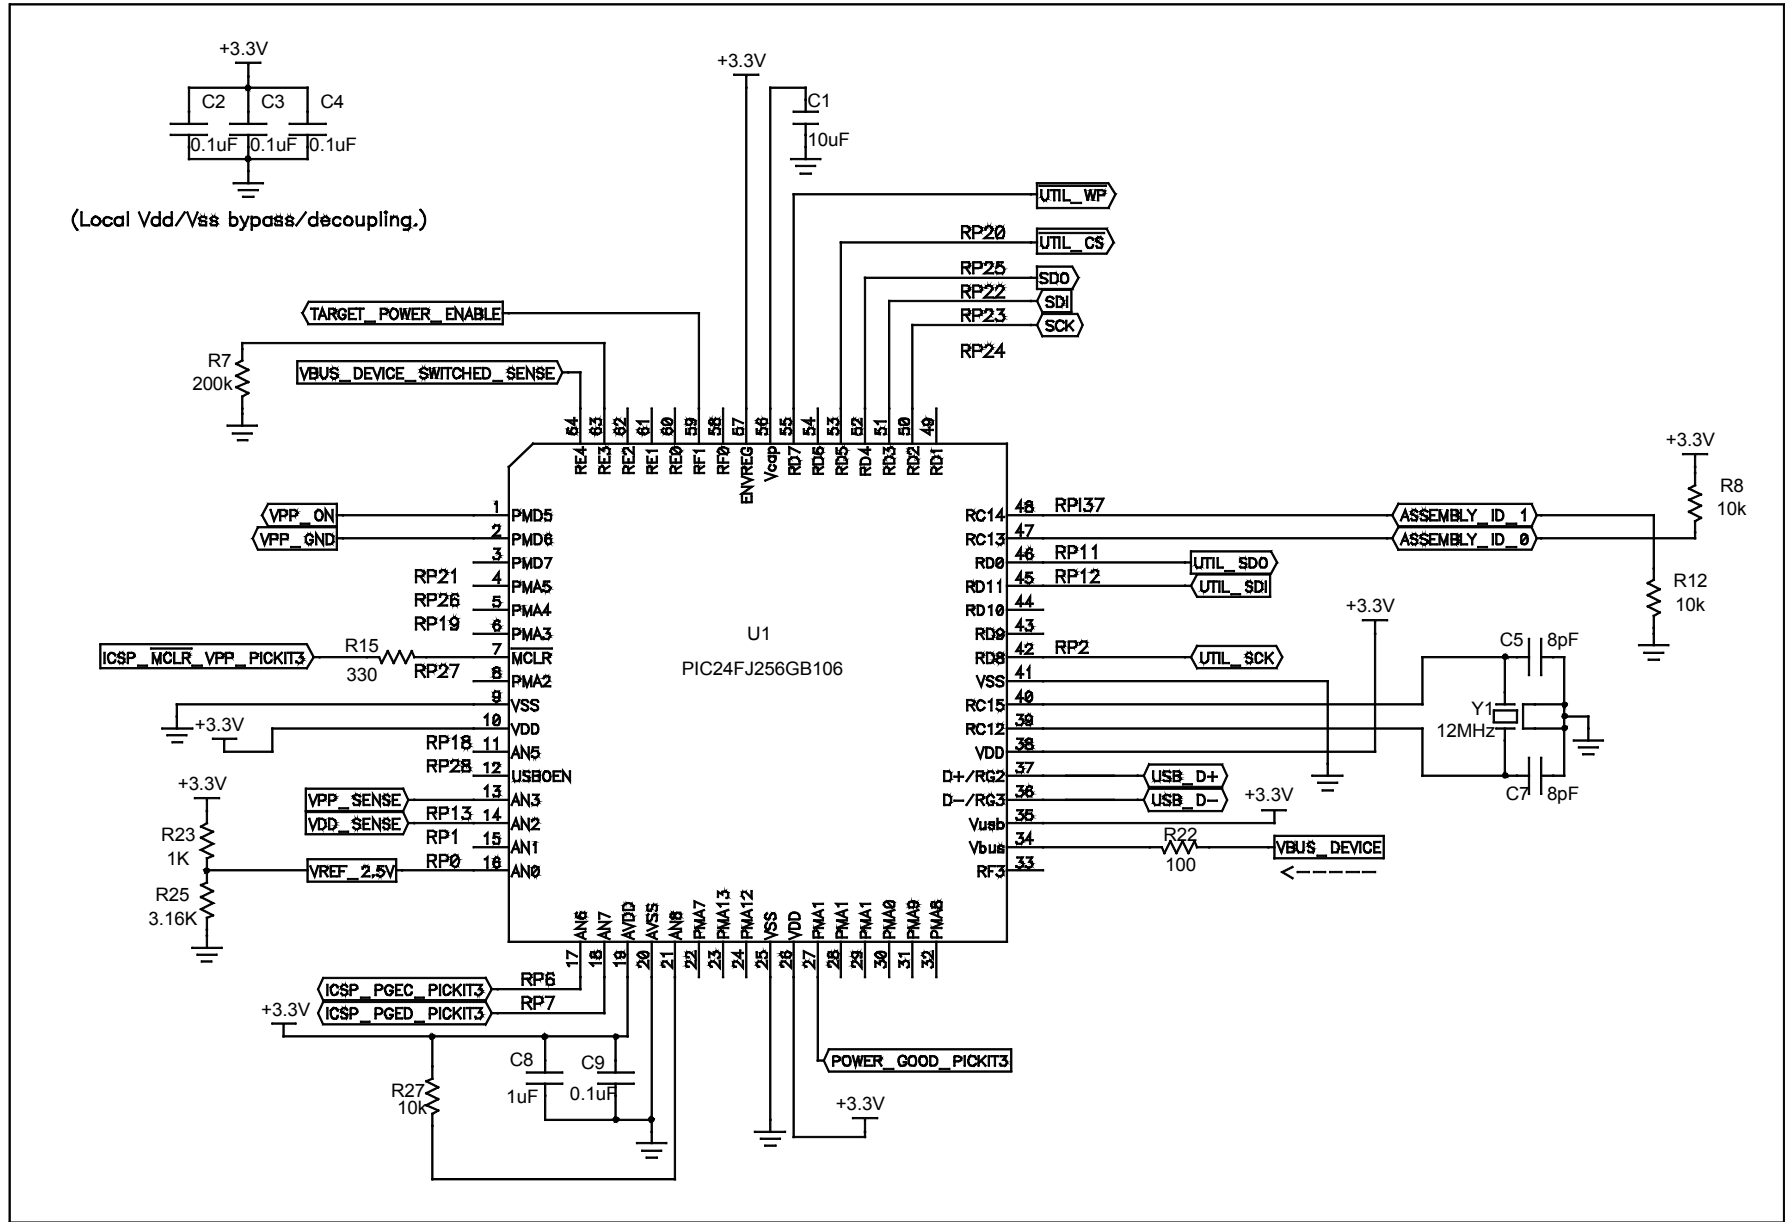 +3.3V
C2
C3
C4
0.1uF
0.1uF
0.1uF
(Local Vdd/Vss bypass/decoupling.)
+3.3V
C1
10uF
UTIL_WP
RP20
UTIL_CS
RP25
SDO
RP22
SDI
RP23
SCK
RP24
TARGET_POWER_ENABLE
R7
200k
VBUS_DEVICE_SWITCHED_SENSE
64 63 62 61 60 59 58 57 56 55 54 53 52 51 50 49
RE4 RE3 RE2 RE1 RE0 RF1 RF0 ENVREG Vcap RD7 RD6 RD5 RD4 RD3 RD2 RD1
VPP_ON
1
PMD5
VPP_GND
2
PMD6
3
PMD7
RP21
4
PMA5
RP26
5
PMA4
RP19
6
PMA3
ICSP_MCLR_VPP_PICKIT3
R15
330
7
MCLR
RP27
8
PMA2
9
VSS
+3.3V
10
VDD
RP18
11
AN5
RP28
12
USBOEN
+3.3V
VPP_SENSE
13
AN3
VDD_SENSE
RP13
14
AN2
R23
1K
RP1
15
AN1
VREF_2.5V
RP0
16
AN0
R25
3.16K
U1
PIC24FJ256GB106
RC14
48
RPI37
ASSEMBLY_ID_1
RC13
47
ASSEMBLY_ID_0
+3.3V
R8
10k
RD0
46
RP11
UTIL_SDO
RD11
45
RP12
UTIL_SDI
R12
10k
RD10
44
+3.3V
RD9
43
RD8
42
RP2
UTIL_SCK
C5
8pF
VSS
41
RC15
40
Y1
12MHz
RC12
39
VDD
38
D+/RG2
37
USB_D+
D-/RG3
36
USB_D-
C7
8pF
+3.3V
Vusb
35
Vbus
34
R22
100
VBUS_DEVICE
RF3
33
AN6 AN7 AVDD AVSS AN8 PMA7 PMA13 PMA12 VSS VDD PMA1 PMA1 PMA1 PMA0 PMA9 PMA8
17 18 19 20 21 22 23 24 25 26 27 28 29 30 31 32
ICSP_PGEC_PICKIT3
RP6
ICSP_PGED_PICKIT3
RP7
+3.3V
C8
1uF
C9
0.1uF
R27
10k
POWER_GOOD_PICKIT3
+3.3V